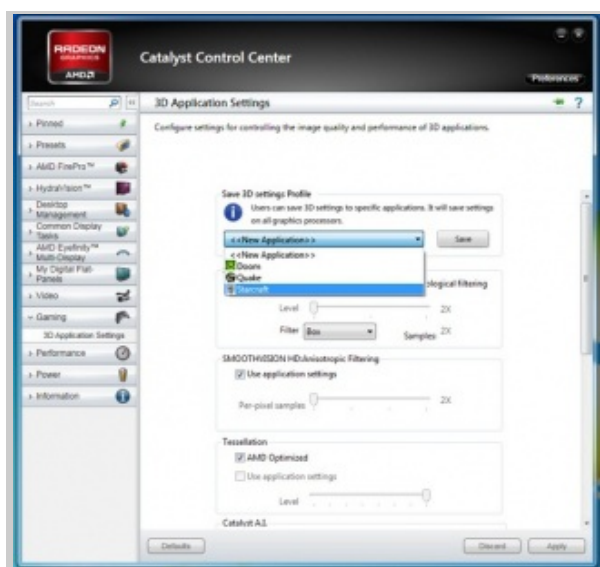 RADEON
GRAPHICS
AMD
Catalyst Control Center
Preferences
Search
3D Application Settings
?
Pinned
Presets
AMD FirePro™
HydraVision™
Desktop
Management
Common Display
Tasks
AMD Eyefinity™
Multi-Display
My Digital Flat-
Panels
Video
Gaming
3D Application Settings
Performance
Power
Information
Configure settings for controlling the image quality and performance of 3D applications.
Save 3D settings Profile
Users can save 3D settings to specific applications. It will save settings
on all graphics processors.
<<New Application>>
Save
<<New Application>>
Doom
Quake
Starcraft
filtering
Level
2X
Filter
Box
Samples
2X
SMOOTHVISION HD:Anisotropic Filtering
Use application settings
Per-pixel samples
2X
Tessellation
AMD Optimized
Use application settings
Level
Catalyst A.I.
Defaults
Discard
Apply